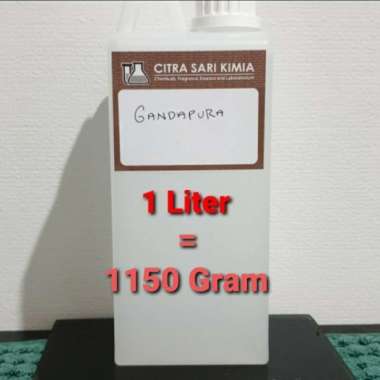 CITRA SARI KIMIA
Chemicals, Fragrance, Essence and Laboratorium
GANDAPURA
1 Liter
=
1150 Gram